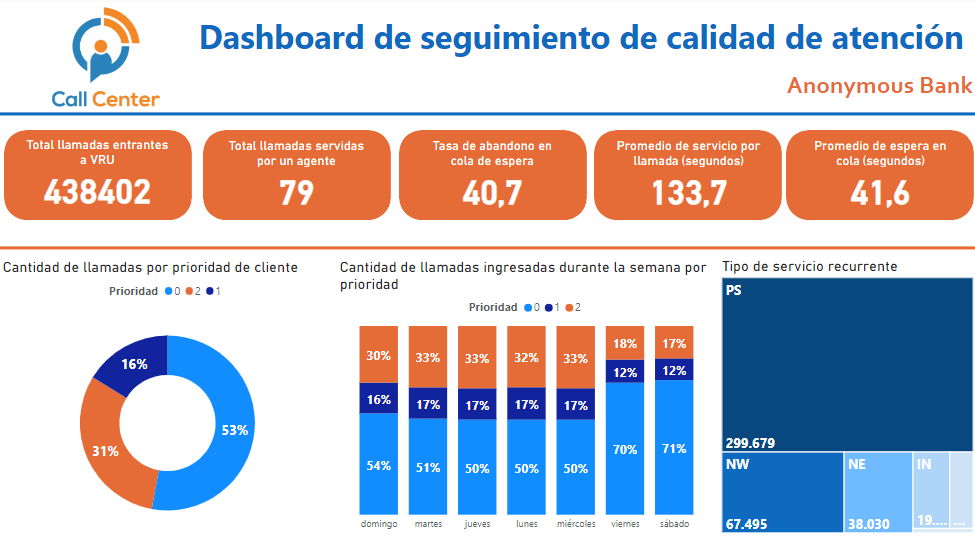 Call Center
Dashboard de seguimiento de calidad de atención
Anonymous Bank
Total llamadas entrantes
a VRU
438402
Total llamadas servidas
por un agente
79
Tasa de abandono en
cola de espera
40,7
Promedio de servicio por
llamada (segundos)
133,7
Promedio de espera en
cola (segundos)
41,6
Cantidad de llamadas por prioridad de cliente
Prioridad 0 2 1
16%
53%
31%
Cantidad de llamadas ingresadas durante la semana por
prioridad
Prioridad 0 1 2
30% 33% 33% 32% 33% 18% 17%
16% 17% 17% 17% 17% 12% 12%
54% 51% 50% 50% 50% 70% 71%
domingo martes jueves lunes miércoles viernes sábado
Tipo de servicio recurrente
PS
299.679
NW
67.495
NE
38.030
IN
19....
...